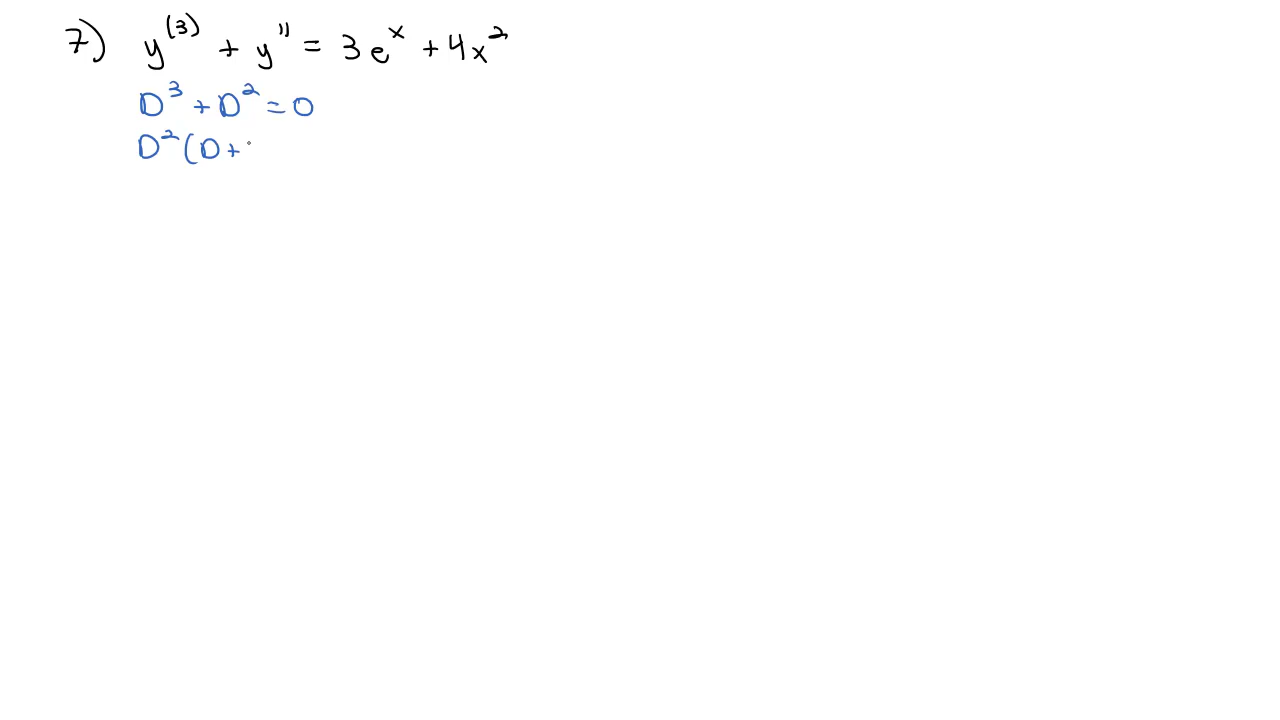 7) y^(3) + y'' = 3e^x + 4x^2
D^3 + D^2 = 0
D^2 (D +